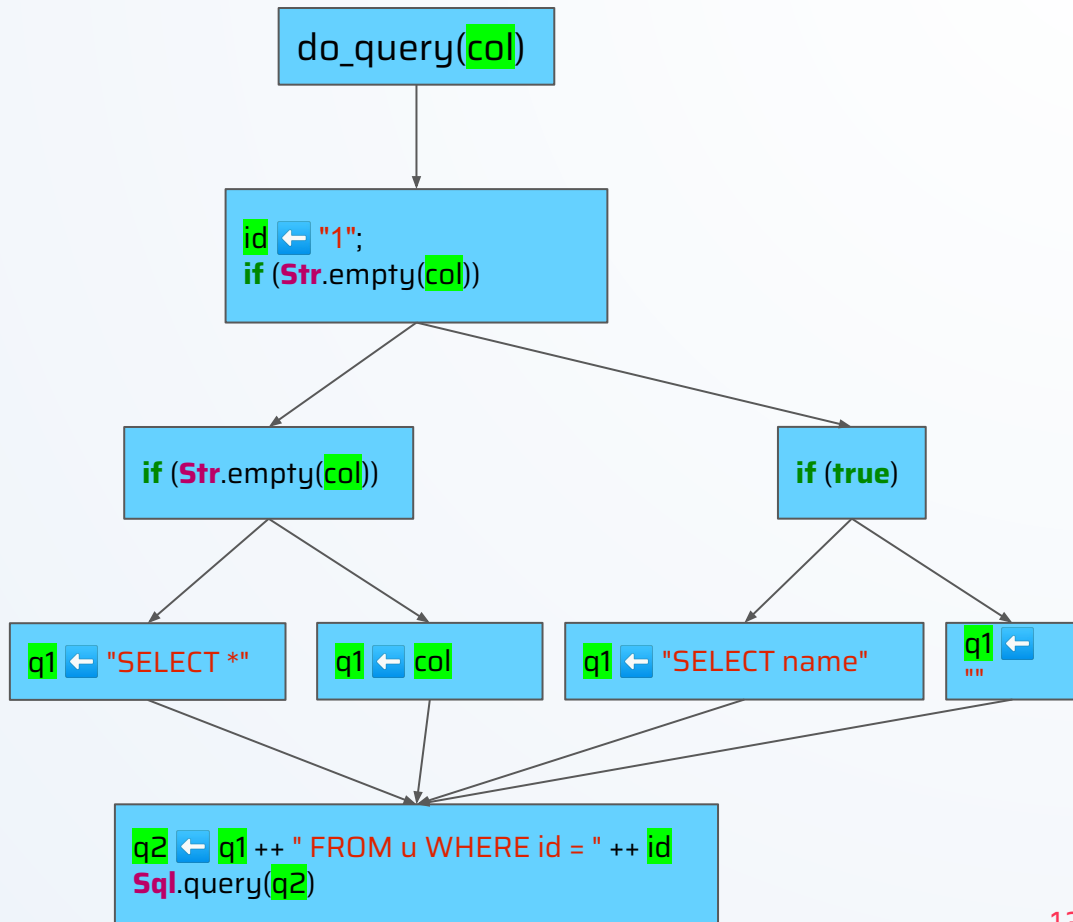 do_query(col)
id ⬅ "1";
if (Str.empty(col))
if (Str.empty(col))
if (true)
q1 ⬅ "SELECT *"
q1 ⬅ col
q1 ⬅ "SELECT name"
q1 ⬅
""
q2 ⬅ q1 ++ " FROM u WHERE id = " ++ id
Sql.query(q2)